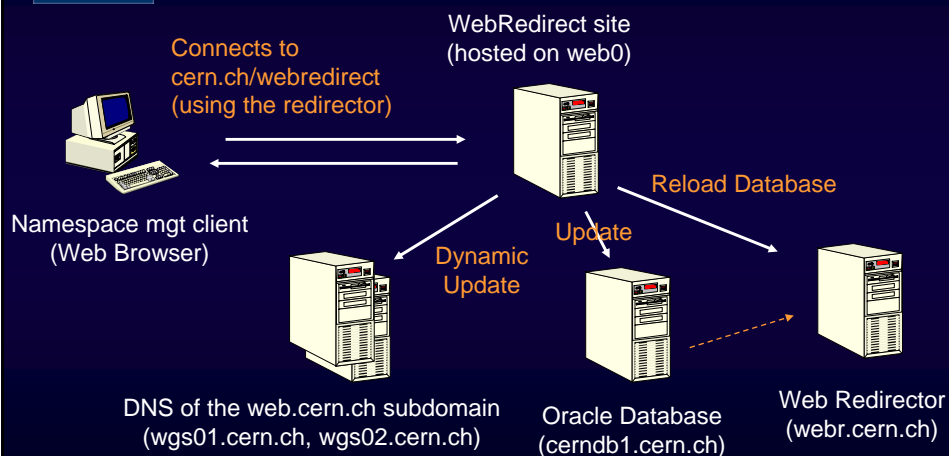 WebRedirect site
(hosted on web0)
Connects to
cern.ch/webredirect
(using the redirector)
Namespace mgt client
(Web Browser)
Reload Database
Update
Dynamic
Update
DNS of the web.cern.ch subdomain
(wgs01.cern.ch, wgs02.cern.ch)
Oracle Database
(cerndb1.cern.ch)
Web Redirector
(webr.cern.ch)